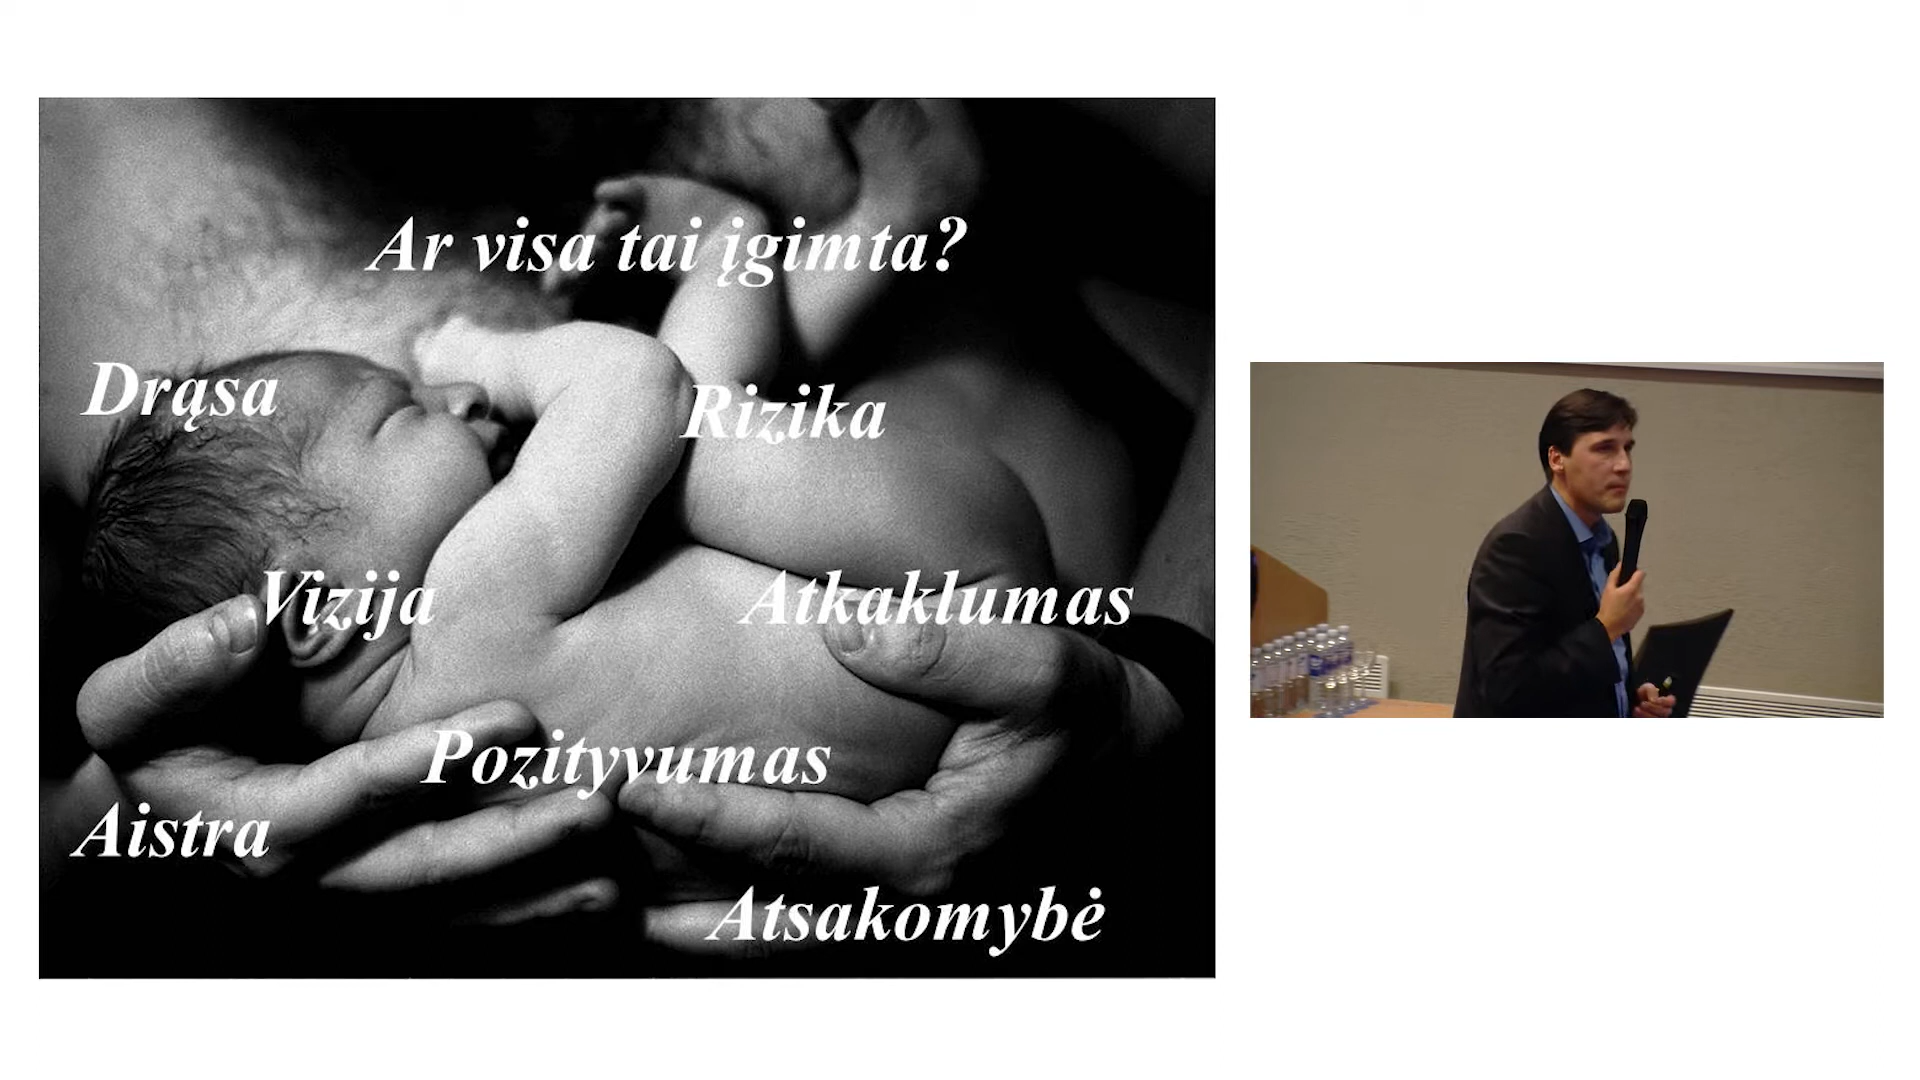 Ar visa tai įgimta?
Drąsa
Rizika
Vizija
Atkaklumas
Pozityvumas
Aistra
Atsakomybė